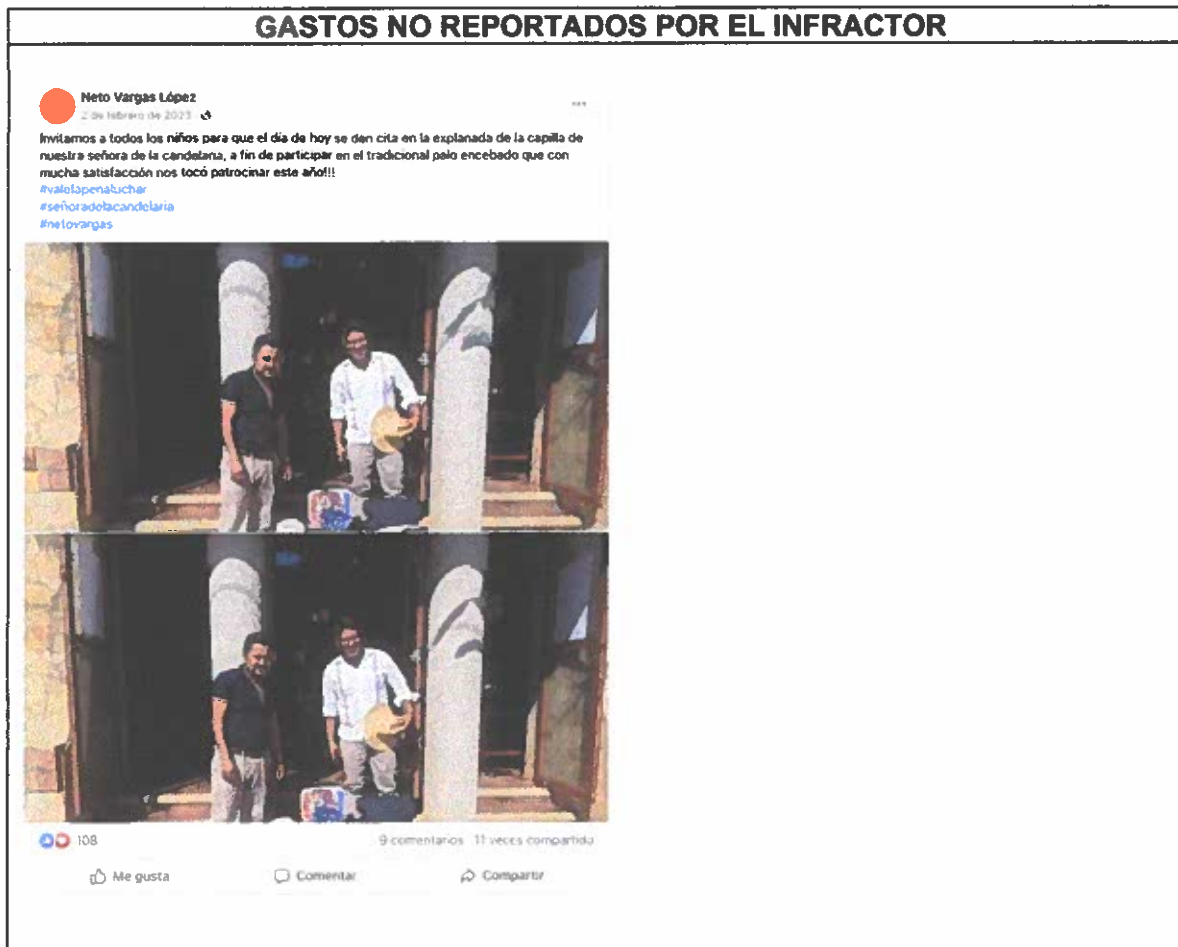 GASTOS NO REPORTADOS POR EL INFRACTOR
Neto Vargas López
2 de febrero de 2023
Invitamos a todos los niños para que el día de hoy se den cita en la explanada de la capilla de
nuestra señora de la candelaria, a fin de participar en el tradicional palo encebado que con
mucha satisfacción nos tocó patrocinar este año!!!
#valelapenaluchar
#señoradelacandelaria
#netovargas
108
9 comentarios 11 veces compartido
Me gusta
Comentar
Compartir